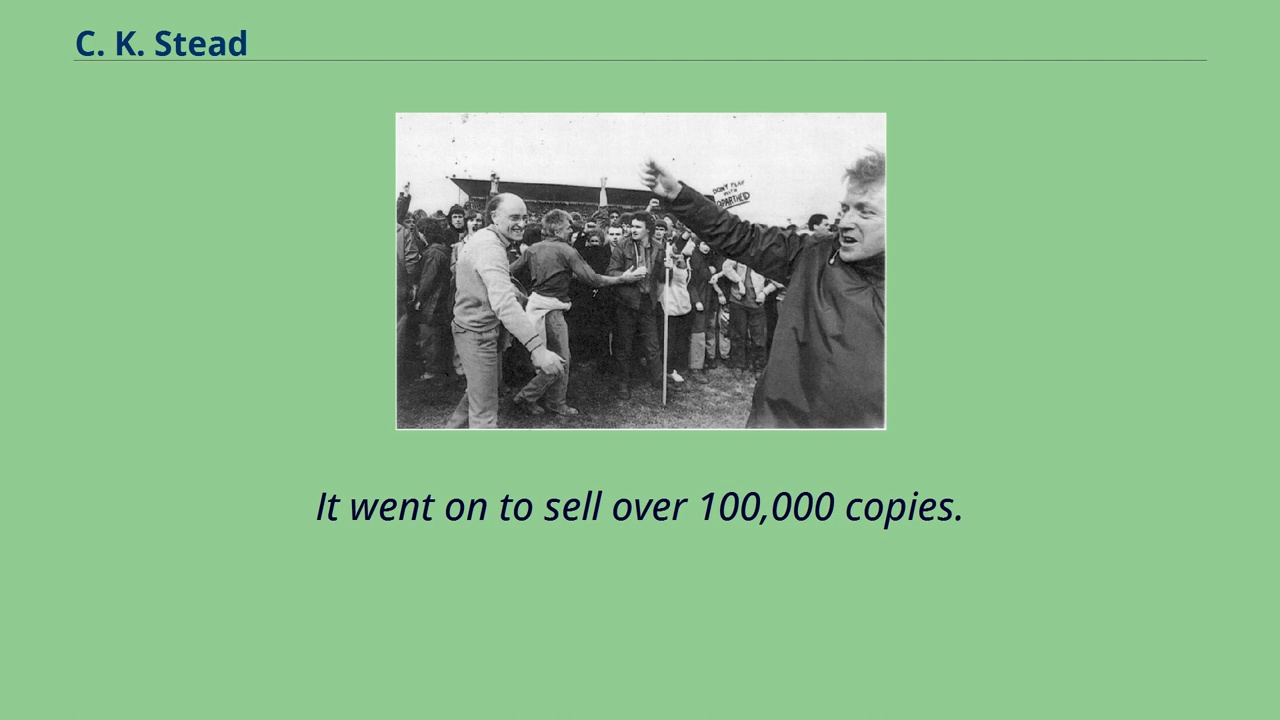 C. K. Stead
DON'T PLAY
WITH
APARTHEID
It went on to sell over 100,000 copies.